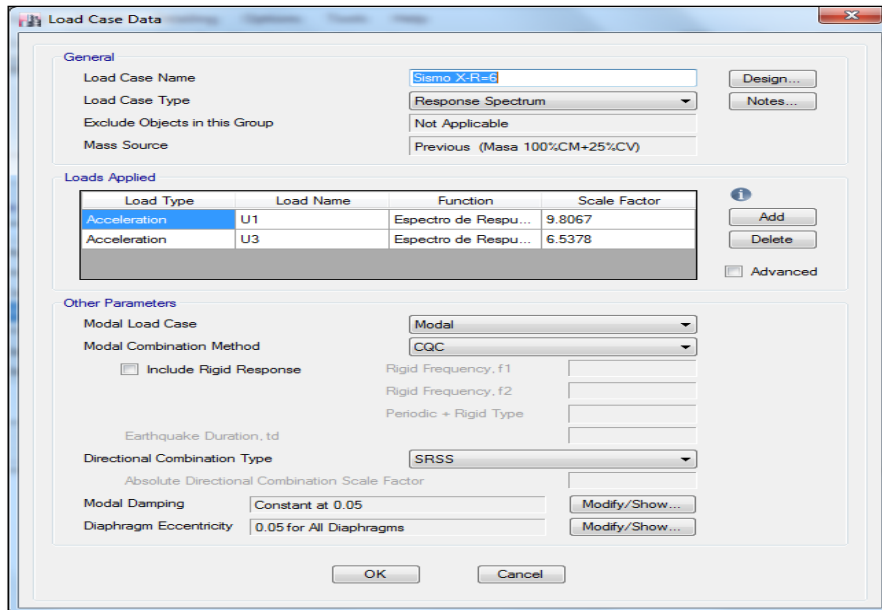 Load Case Data
General
Load Case Name Sismo X-R=6 Design...
Load Case Type Response Spectrum Notes...
Exclude Objects in this Group Not Applicable
Mass Source Previous (Masa 100%CM+25%CV)
Loads Applied
Load Type Load Name Function Scale Factor
Acceleration U1 Espectro de Respu... 9.8067 Add
Acceleration U3 Espectro de Respu... 6.5378 Delete
Advanced
Other Parameters
Modal Load Case Modal
Modal Combination Method CQC
Include Rigid Response Rigid Frequency, f1
Rigid Frequency, f2
Periodic + Rigid Type
Earthquake Duration, td
Directional Combination Type SRSS
Absolute Directional Combination Scale Factor
Modal Damping Constant at 0.05 Modify/Show...
Diaphragm Eccentricity 0.05 for All Diaphragms Modify/Show...
OK Cancel